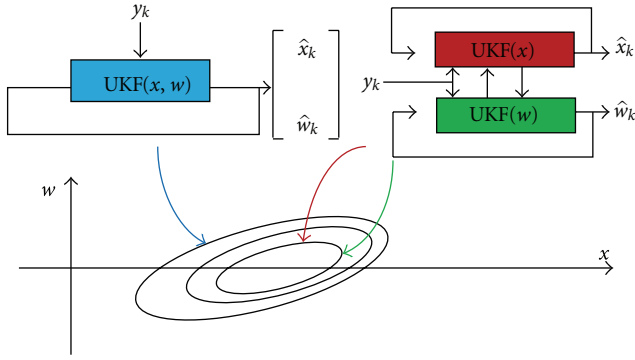 y_k
UKF(x, w)
x̂_k
ŵ_k
UKF(x)
x̂_k
y_k
UKF(w)
ŵ_k
w
x